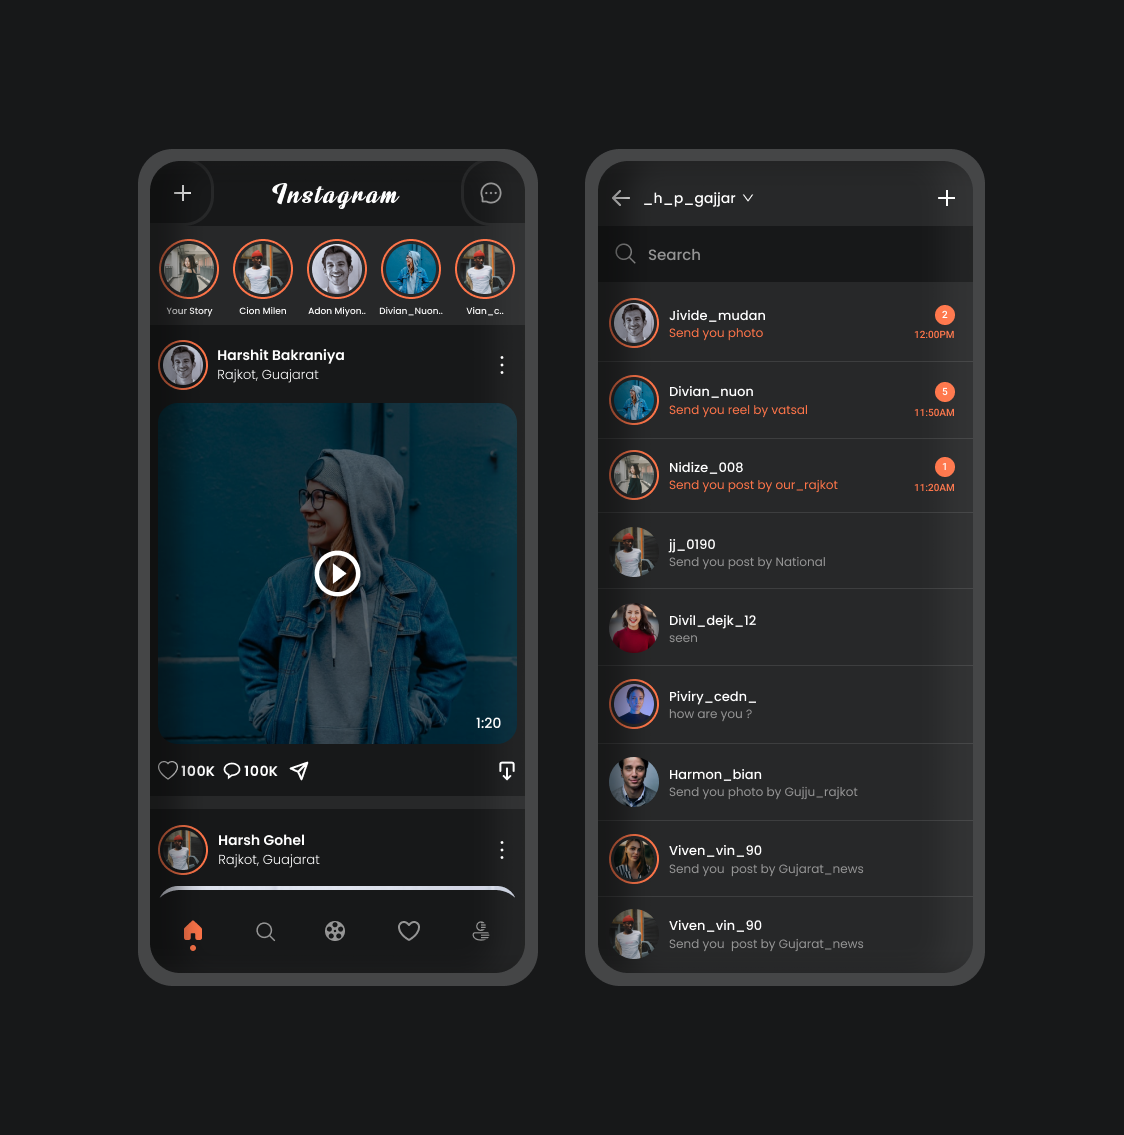 Instagram
Your Story
Cion Milen
Adon Miyon..
Divian_Nuon..
Vian_c..
Harshit Bakraniya
Rajkot, Guajarat
1:20
100K
100K
Harsh Gohel
Rajkot, Guajarat
_h_p_gajjar
Search
Jivide_mudan
2
Send you photo
12:00PM
Divian_nuon
5
Send you reel by vatsal
11:50AM
Nidize_008
1
Send you post by our_rajkot
11:20AM
jj_0190
Send you post by National
Divil_dejk_12
seen
Piviry_cedn_
how are you ?
Harmon_bian
Send you photo by Gujju_rajkot
Viven_vin_90
Send you  post by Gujarat_news
Viven_vin_90
Send you  post by Gujarat_news